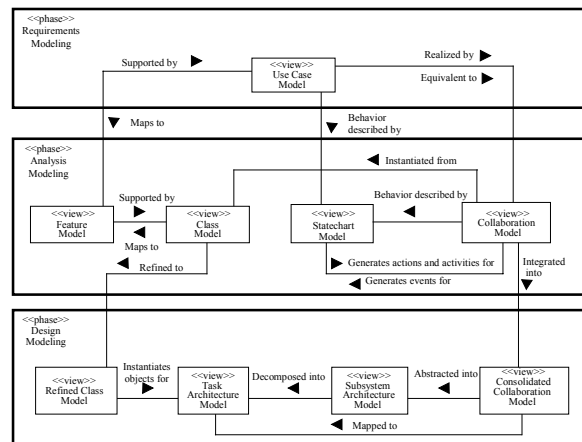 <<phase>>
Requirements
Modeling
Supported by
<<view>>
Use Case
Model
Realized by
Equivalent to
Maps to
Behavior
described by
<<phase>>
Analysis
Modeling
Instantiated from
Supported by
Behavior described by
<<view>>
Feature
Model
<<view>>
Class
Model
<<view>>
Statechart
Model
<<view>>
Collaboration
Model
Maps to
Refined to
Generates actions and activities for
Generates events for
Integrated
into
<<phase>>
Design
Modeling
Instantiates
objects for
Decomposed into
Abstracted into
<<view>>
Refined Class
Model
<<view>>
Task
Architecture
Model
<<view>>
Subsystem
Architecture
Model
<<view>>
Consolidated
Collaboration
Model
Mapped to